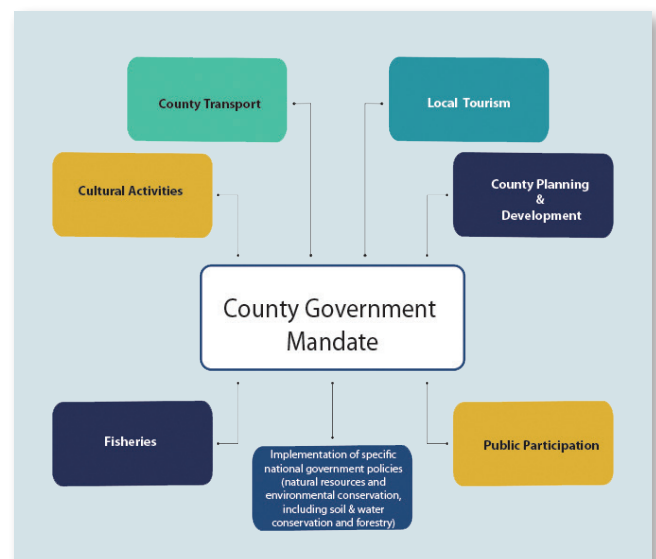 County Transport
Local Tourism
Cultural Activities
County Planning
&
Development
County Government
Mandate
Fisheries
Implementation of specific
national government policies
(natural resources and
environmental conservation,
including soil & water
conservation and forestry)
Public Participation